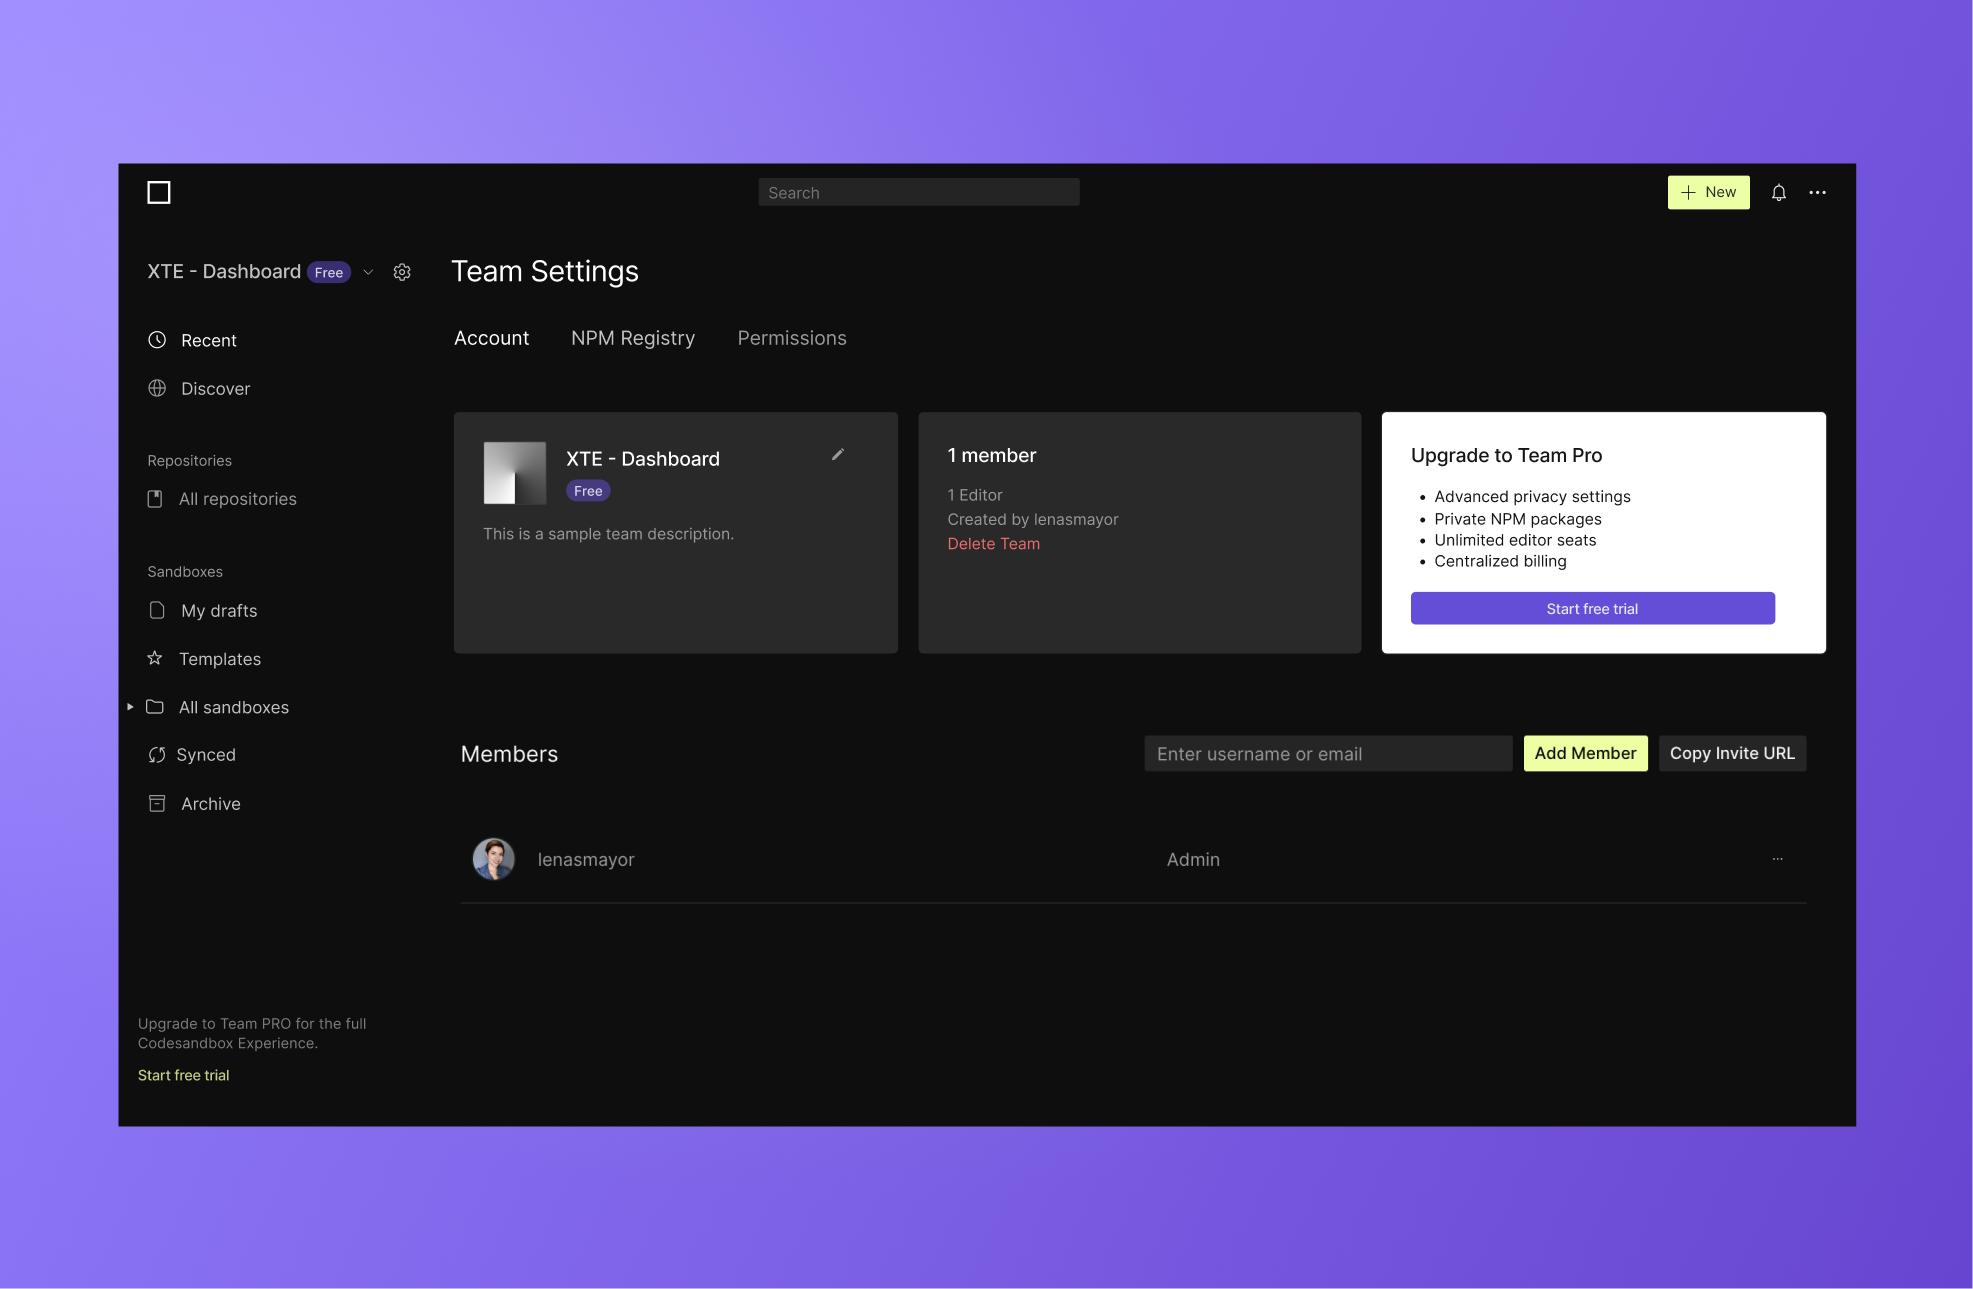 Search
New
XTE - Dashboard Free
Team Settings
Account NPM Registry Permissions
Recent
Discover
Repositories
All repositories
Sandboxes
My drafts
Templates
All sandboxes
Synced
Archive
XTE - Dashboard
Free
This is a sample team description.
1 member
1 Editor
Created by lenasmayor
Delete Team
Upgrade to Team Pro
• Advanced privacy settings
• Private NPM packages
• Unlimited editor seats
• Centralized billing
Start free trial
Members
Enter username or email
Add Member
Copy Invite URL
lenasmayor Admin
Upgrade to Team PRO for the full
Codesandbox Experience.
Start free trial